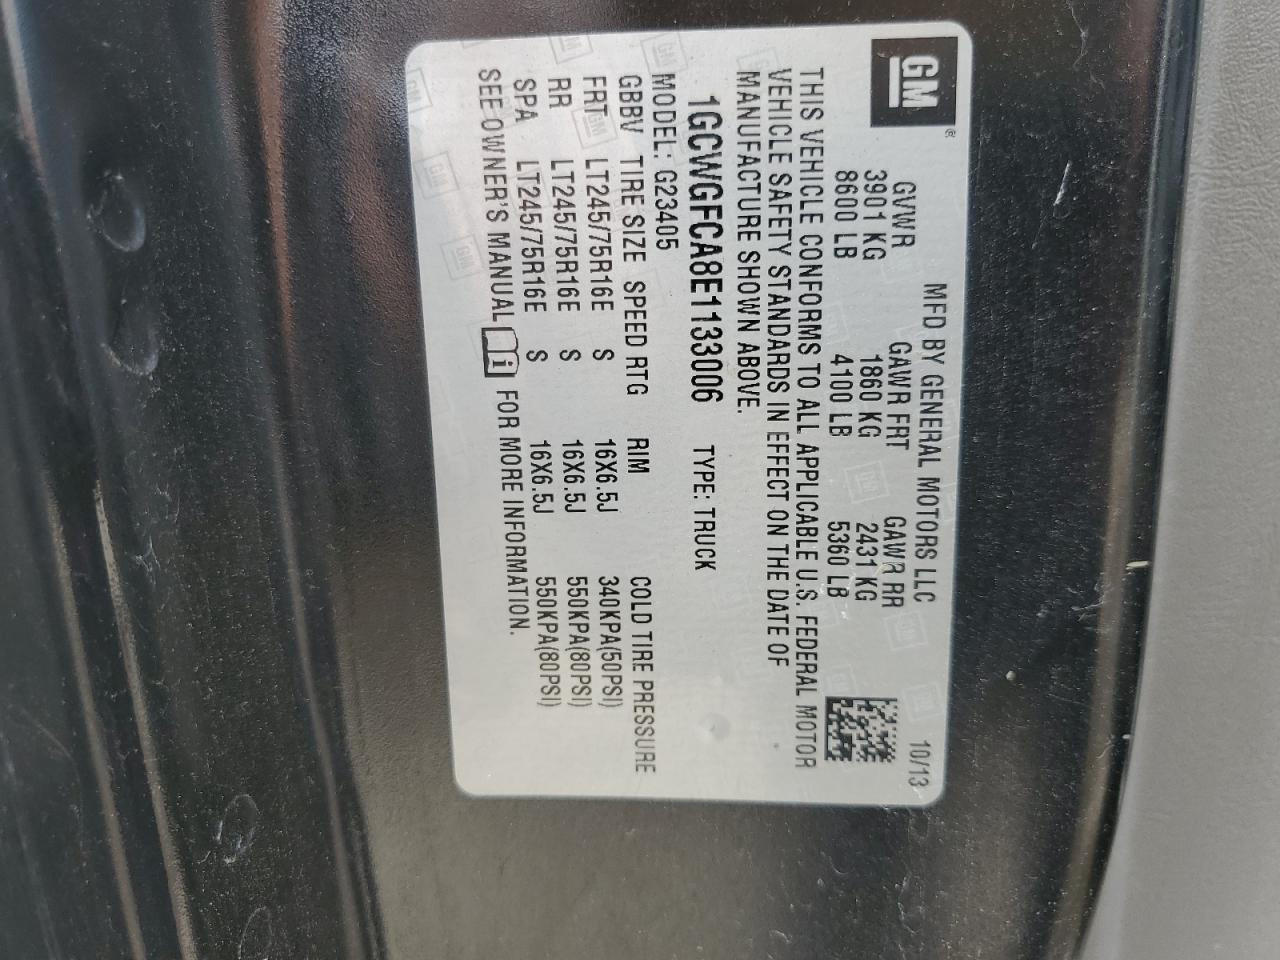 GM®
MFD BY GENERAL MOTORS LLC 10/13
GVWR GAWR FRT GAWR RR
3901 KG 1860 KG 2431 KG
8600 LB 4100 LB 5360 LB
THIS VEHICLE CONFORMS TO ALL APPLICABLE U.S. FEDERAL MOTOR
VEHICLE SAFETY STANDARDS IN EFFECT ON THE DATE OF
MANUFACTURE SHOWN ABOVE.
1GCWGFCA8E1133006 TYPE: TRUCK
MODEL: G23405
GBBV TIRE SIZE SPEED RTG RIM COLD TIRE PRESSURE
FRT LT245/75R16E S 16X6.5J 340KPA(50PSI)
RR LT245/75R16E S 16X6.5J 550KPA(80PSI)
SPA LT245/75R16E S 16X6.5J 550KPA(80PSI)
SEE OWNER'S MANUAL i FOR MORE INFORMATION.